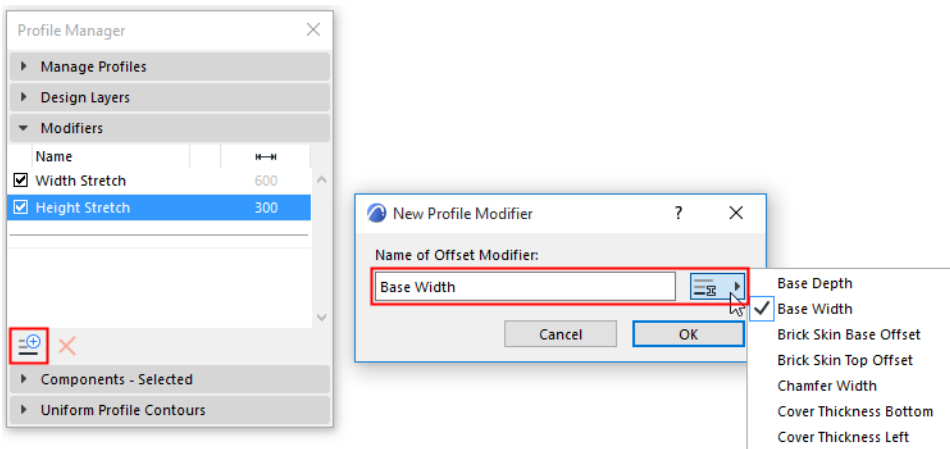 Profile Manager
Manage Profiles
Design Layers
Modifiers
Name
Width Stretch 600
Height Stretch 300
Components - Selected
Uniform Profile Contours
New Profile Modifier ?
Name of Offset Modifier:
Base Width
Cancel OK
Base Depth
Base Width
Brick Skin Base Offset
Brick Skin Top Offset
Chamfer Width
Cover Thickness Bottom
Cover Thickness Left